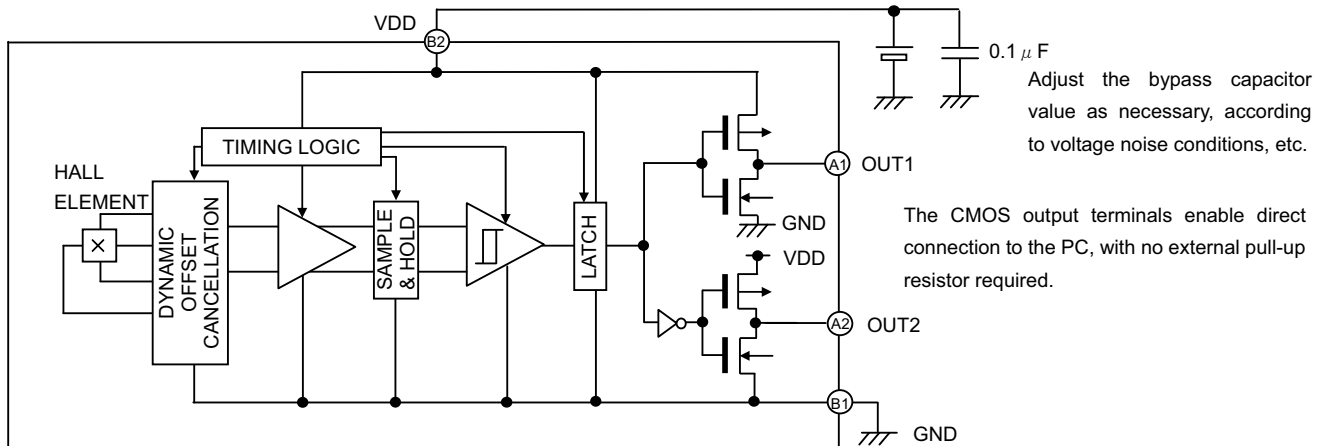 VDD
B2
0.1 μ F
Adjust the bypass capacitor
value as necessary, according
to voltage noise conditions, etc.
TIMING LOGIC
A1
OUT1
HALL
ELEMENT
×
DYNAMIC
OFFSET
CANCELLATION
SAMPLE
& HOLD
LATCH
GND
The CMOS output terminals enable direct
connection to the PC, with no external pull-up
resistor required.
VDD
A2
OUT2
B1
GND